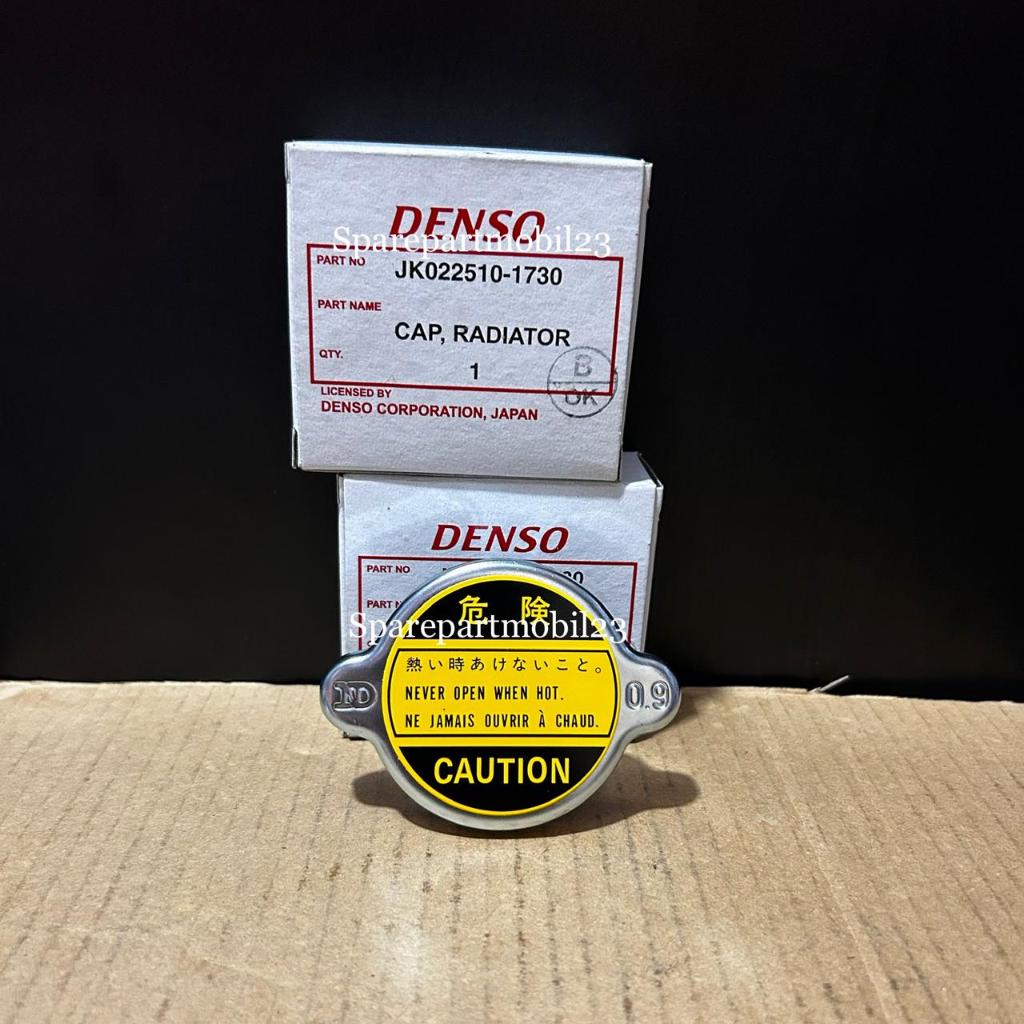 DENSO
Sparepartmobil23
PART NO JK022510-1730
PART NAME
CAP, RADIATOR
QTY.
1
B
OK
LICENSED BY
DENSO CORPORATION, JAPAN
DENSO
PART NO
危 険
Sparepartmobil23
熱い時あけないこと。
NEVER OPEN WHEN HOT.
NE JAMAIS OUVRIR À CHAUD.
ND
0.9
CAUTION